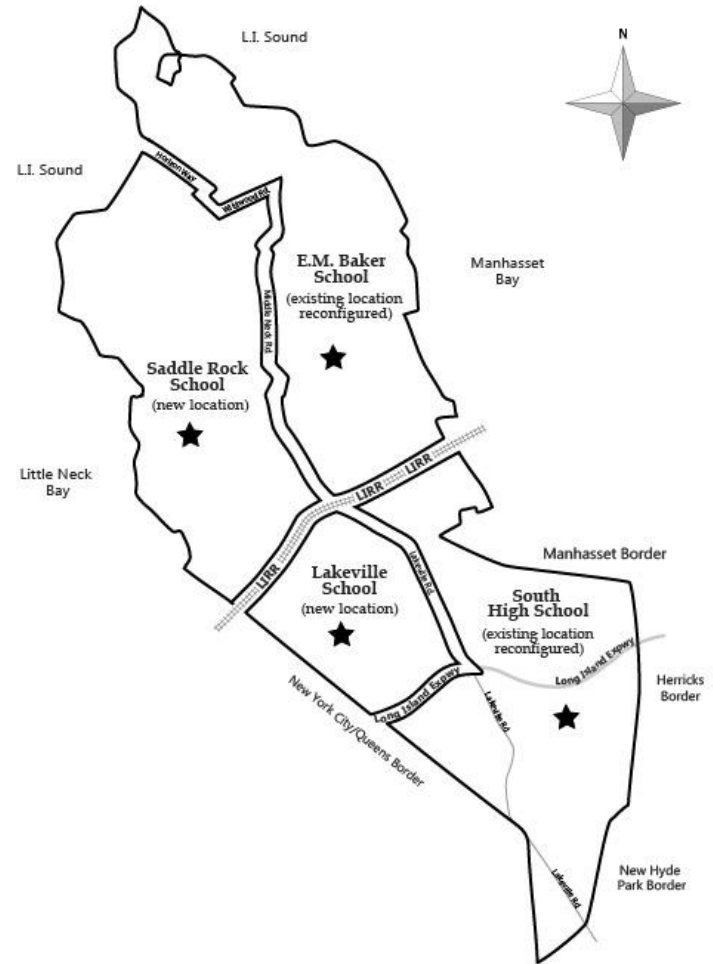 L.I. Sound
N
L.I. Sound
Horizon Way
Wildwood Rd.
E.M. Baker
School
(existing location
reconfigured)
Manhasset
Bay
Middle Neck Rd.
Saddle Rock
School
(new location)
Little Neck
Bay
LIRR
LIRR
LIRR
Lakeville Rd.
Manhasset Border
Lakeville
School
(new location)
South
High School
(existing location
reconfigured)
Long Island Expwy
Herricks
Border
Long Island Expwy
Lakeville Rd
New York City/Queens Border
New Hyde
Park Border
Lakeville Rd